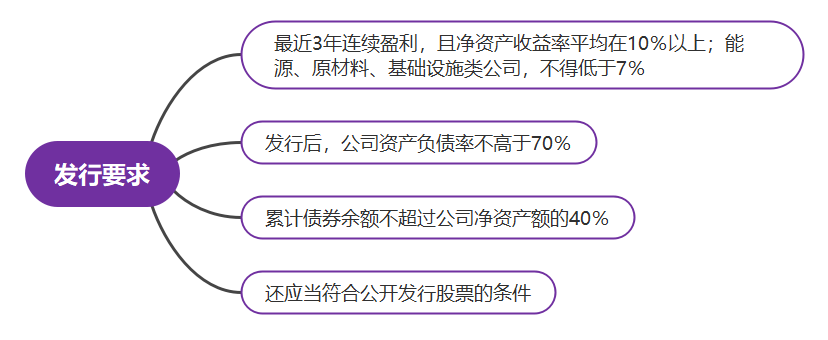 最近3年连续盈利，且净资产收益率平均在10%以上；能
源、原材料、基础设施类公司，不得低于7%
发行后，公司资产负债率不高于70%
发行要求
累计债券余额不超过公司净资产额的40%
还应当符合公开发行股票的条件